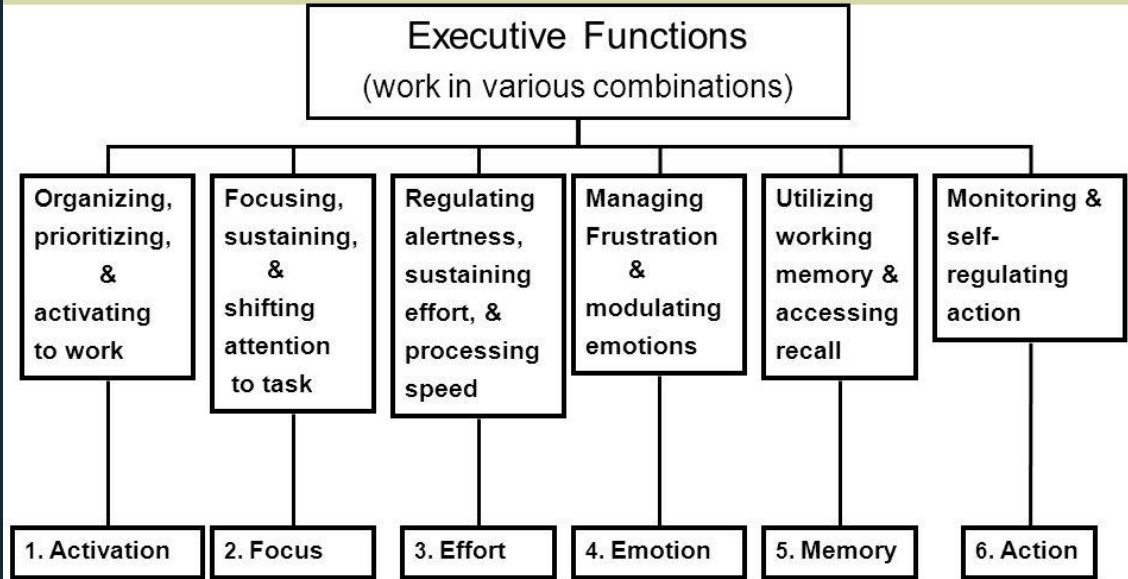 Executive Functions
(work in various combinations)
Organizing,
prioritizing,
&
activating
to work
Focusing,
sustaining,
&
shifting
attention
to task
Regulating
alertness,
sustaining
effort, &
processing
speed
Managing
Frustration
&
modulating
emotions
Utilizing
working
memory &
accessing
recall
Monitoring &
self-
regulating
action
1. Activation
2. Focus
3. Effort
4. Emotion
5. Memory
6. Action